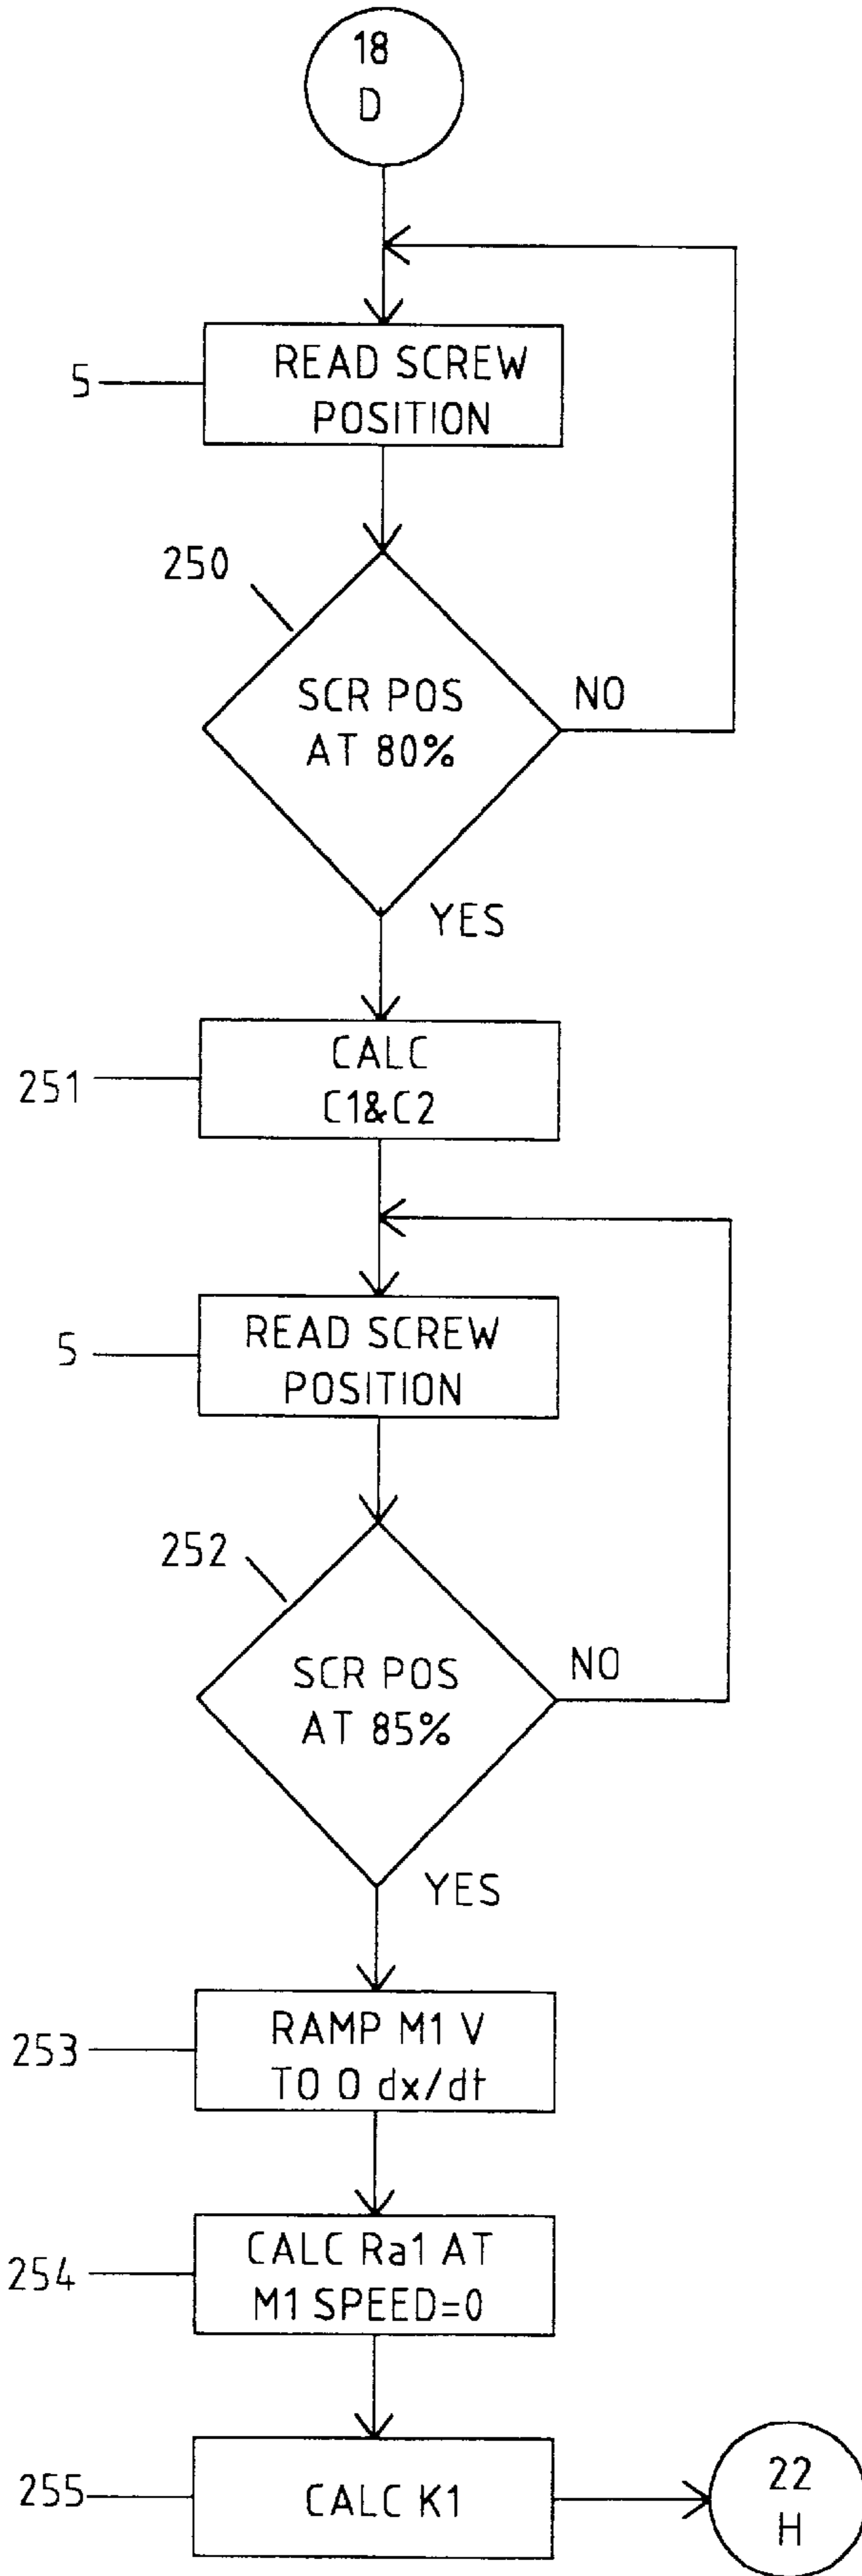 18
D
5
READ SCREW
POSITION
250
SCR POS
AT 80%
NO
YES
251
CALC
C1&C2
5
READ SCREW
POSITION
252
SCR POS
AT 85%
NO
YES
253
RAMP M1 V
TO 0 dx/dt
254
CALC Ra1 AT
M1 SPEED=0
255
CALC K1
22
H